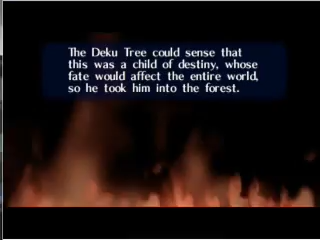 The Deku Tree could sense that
this was a child of destiny, whose
fate would affect the entire world,
so he took him into the forest.